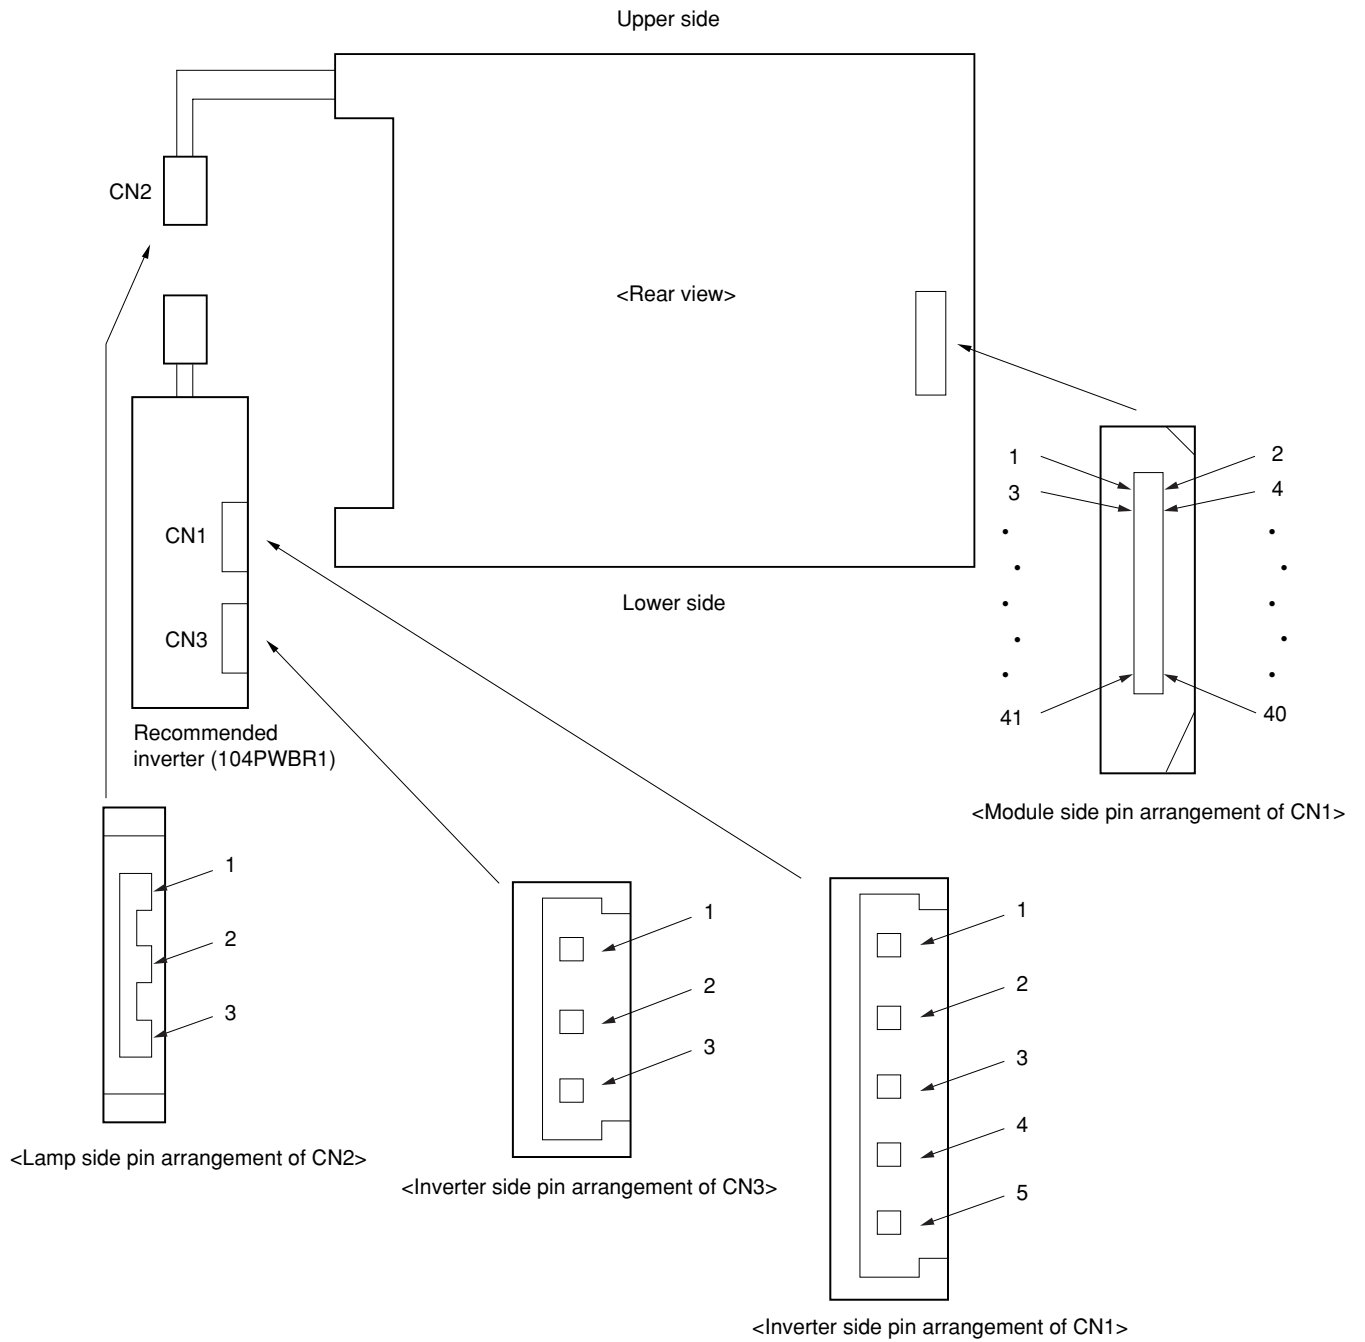 Upper side
CN2
<Rear view>
1
2
3
4
41
40
CN1
CN3
Lower side
Recommended
inverter (104PWBR1)
<Module side pin arrangement of CN1>
1
2
3
<Lamp side pin arrangement of CN2>
1
2
3
<Inverter side pin arrangement of CN3>
1
2
3
4
5
<Inverter side pin arrangement of CN1>